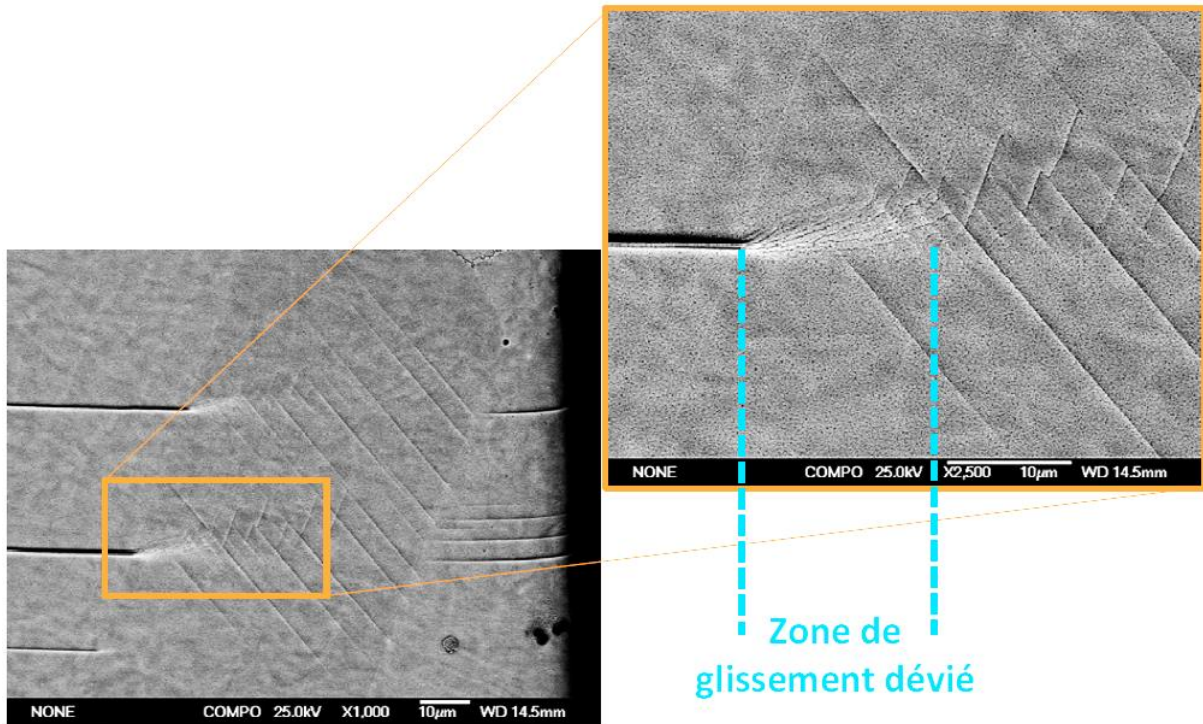 NONE COMPO 25.0kV X2,500 10µm WD 14.5mm
Zone de
glissement dévié
NONE COMPO 25.0kV X1,000 10µm WD 14.5mm